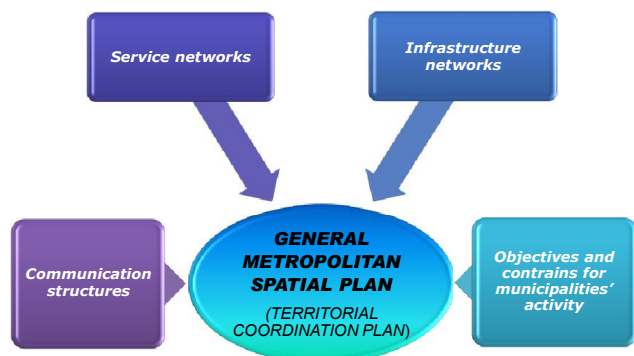 Service networks
Infrastructure
networks
Communication
structures
GENERAL
METROPOLITAN
SPATIAL PLAN
(TERRITORIAL
COORDINATION PLAN)
Objectives and
contrains for
municipalities’
activity